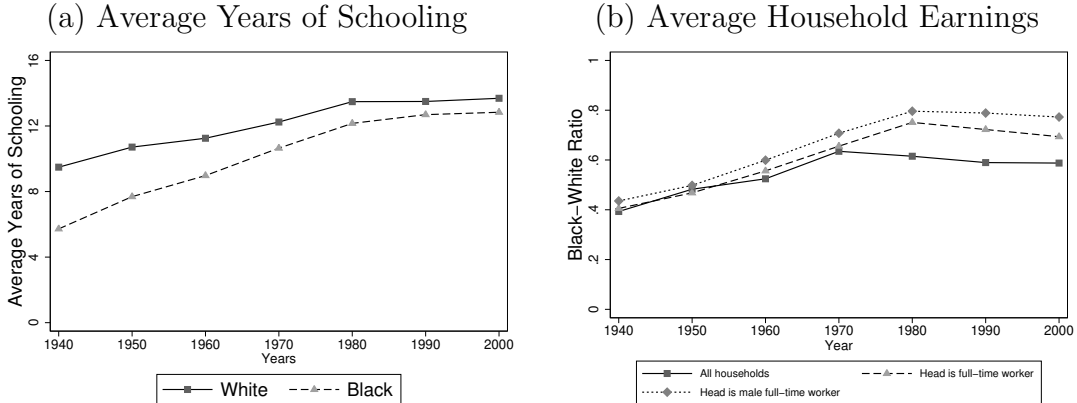 (a) Average Years of Schooling
Average Years of Schooling
16
12
8
4
0
1940 1950 1960 1970 1980 1990 2000
Years
White Black
(b) Average Household Earnings
Black−White Ratio
1
.8
.6
.4
.2
0
1940 1950 1960 1970 1980 1990 2000
Year
All households Head is full−time worker
Head is male full−time worker